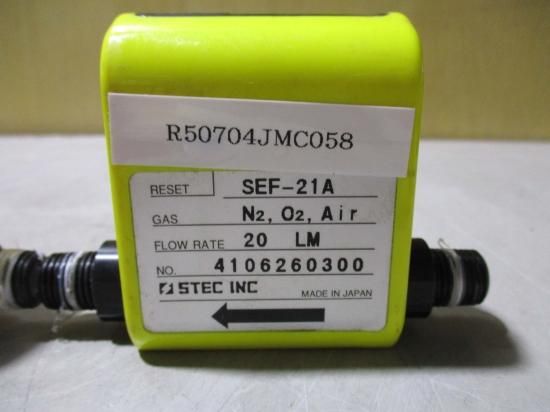 R50704JMC058
RESET SEF-21A
GAS N2, O2, Air
FLOW RATE 20 LM
NO. 4106260300
STEC INC MADE IN JAPAN